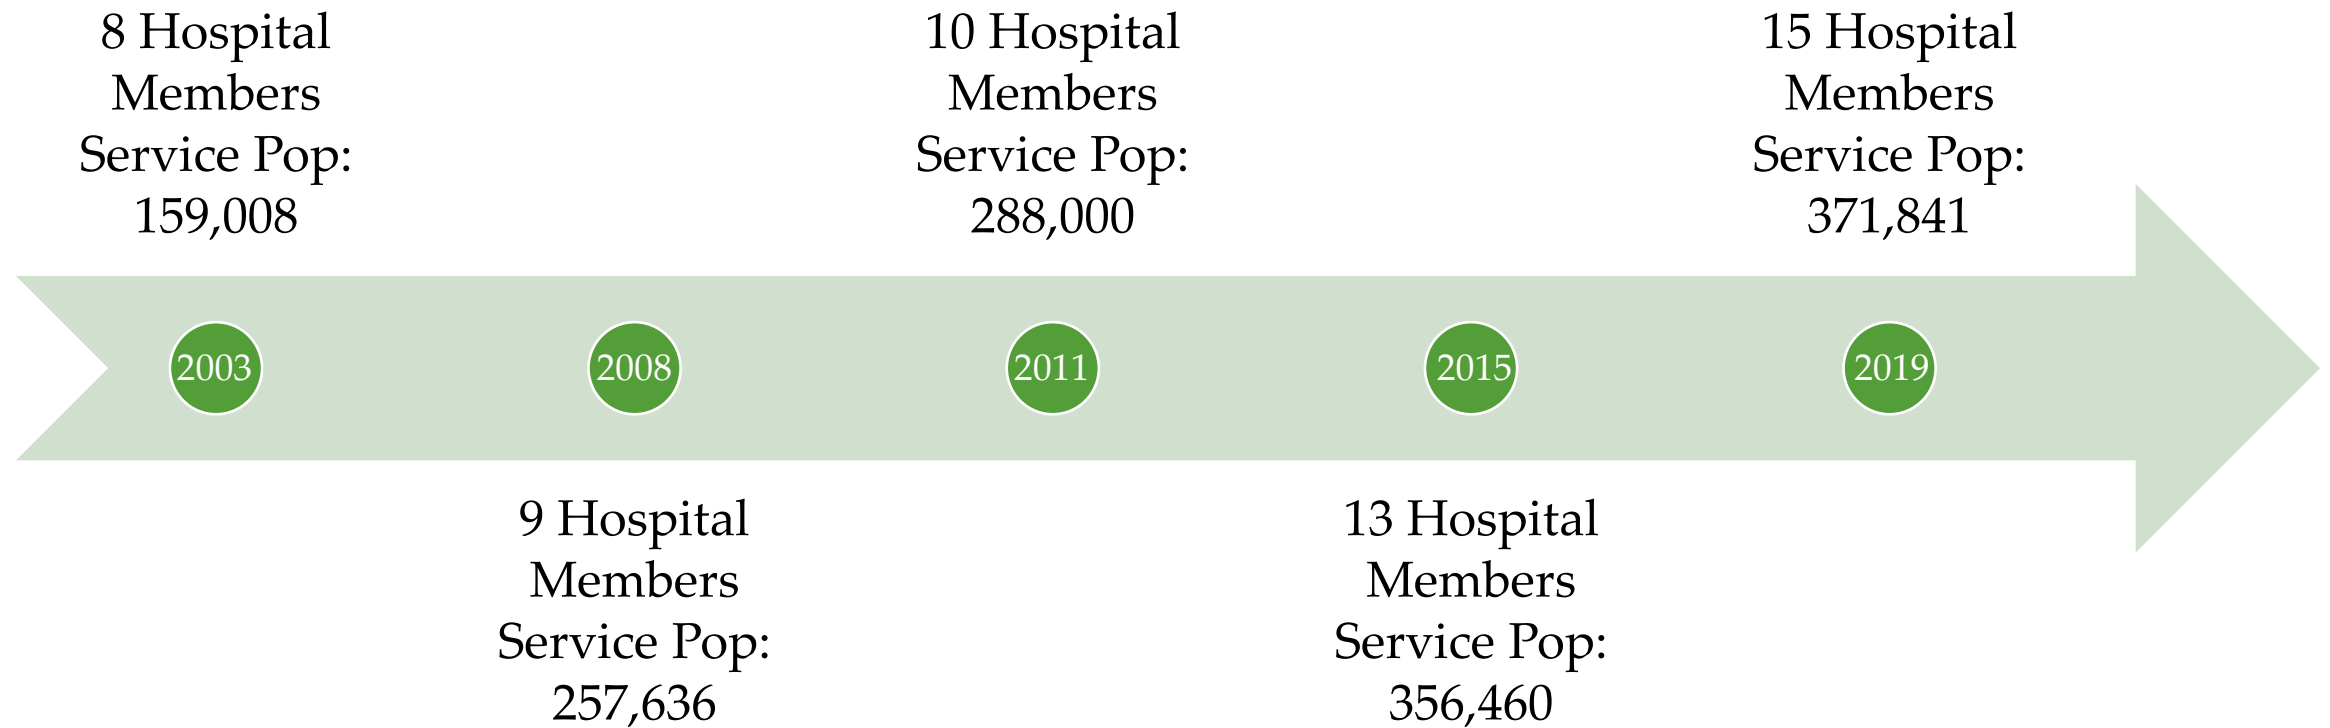 8 Hospital
Members
Service Pop:
159,008
10 Hospital
Members
Service Pop:
288,000
15 Hospital
Members
Service Pop:
371,841
2003
2008
2011
2015
2019
9 Hospital
Members
Service Pop:
257,636
13 Hospital
Members
Service Pop:
356,460